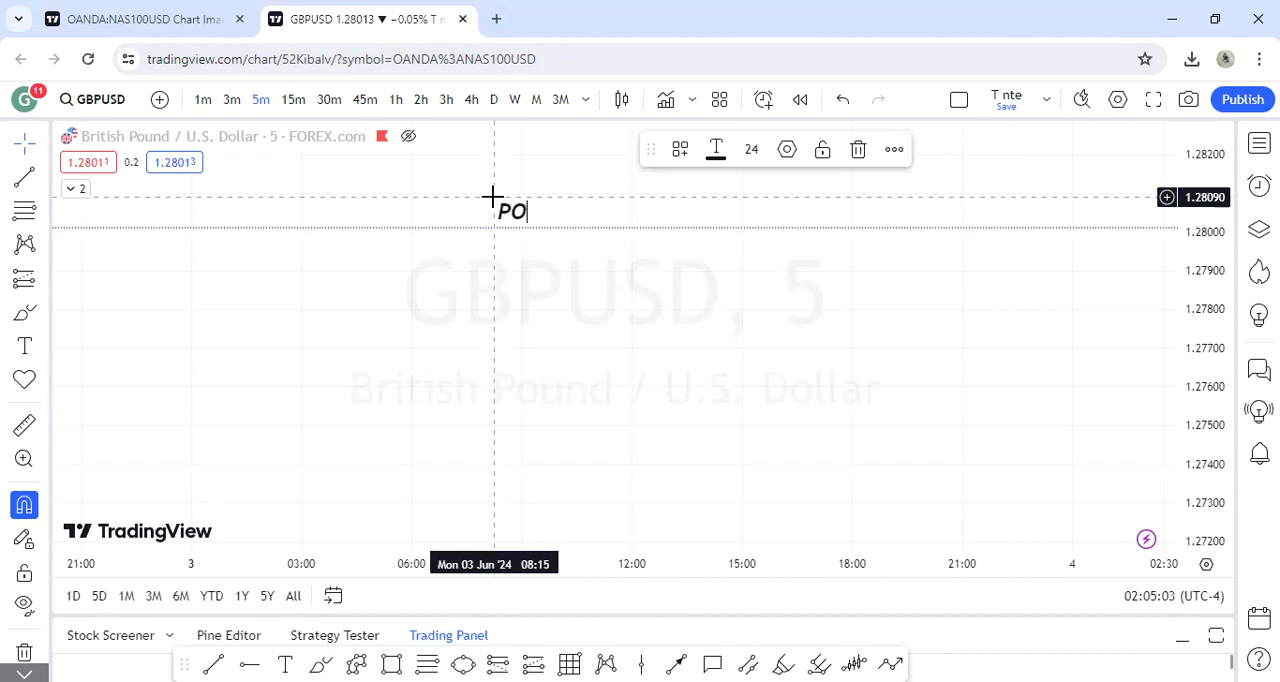 OANDA:NAS100USD Chart Ima
GBPUSD 1.28013 ▼ −0.05% T n
tradingview.com/chart/52Kibalv/?symbol=OANDA%3ANAS100USD
G 11
GBPUSD
1m 3m 5m 15m 30m 45m 1h 2h 3h 4h D W M 3M
T nte
Save
Publish
British Pound / U.S. Dollar · 5 · FOREX.com
1.28011 0.2 1.28013
2
24
PO
GBPUSD, 5
British Pound / U.S. Dollar
1.28200
1.28090
1.28000
1.27900
1.27800
1.27700
1.27600
1.27500
1.27400
1.27300
1.27200
TradingView
21:00 3 03:00 06:00 Mon 03 Jun '24 08:15 12:00 15:00 18:00 21:00 4 02:30
1D 5D 1M 3M 6M YTD 1Y 5Y All
02:05:03 (UTC-4)
Stock Screener Pine Editor Strategy Tester Trading Panel